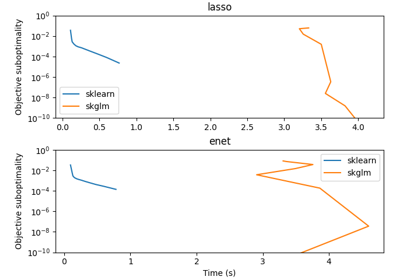 lasso
10^0
10^-2
10^-4
10^-6
10^-8
10^-10
Objective suboptimality
sklearn
skglm
0.0 0.5 1.0 1.5 2.0 2.5 3.0 3.5 4.0
enet
10^0
10^-2
10^-4
10^-6
10^-8
10^-10
Objective suboptimality
sklearn
skglm
0 1 2 3 4
Time (s)